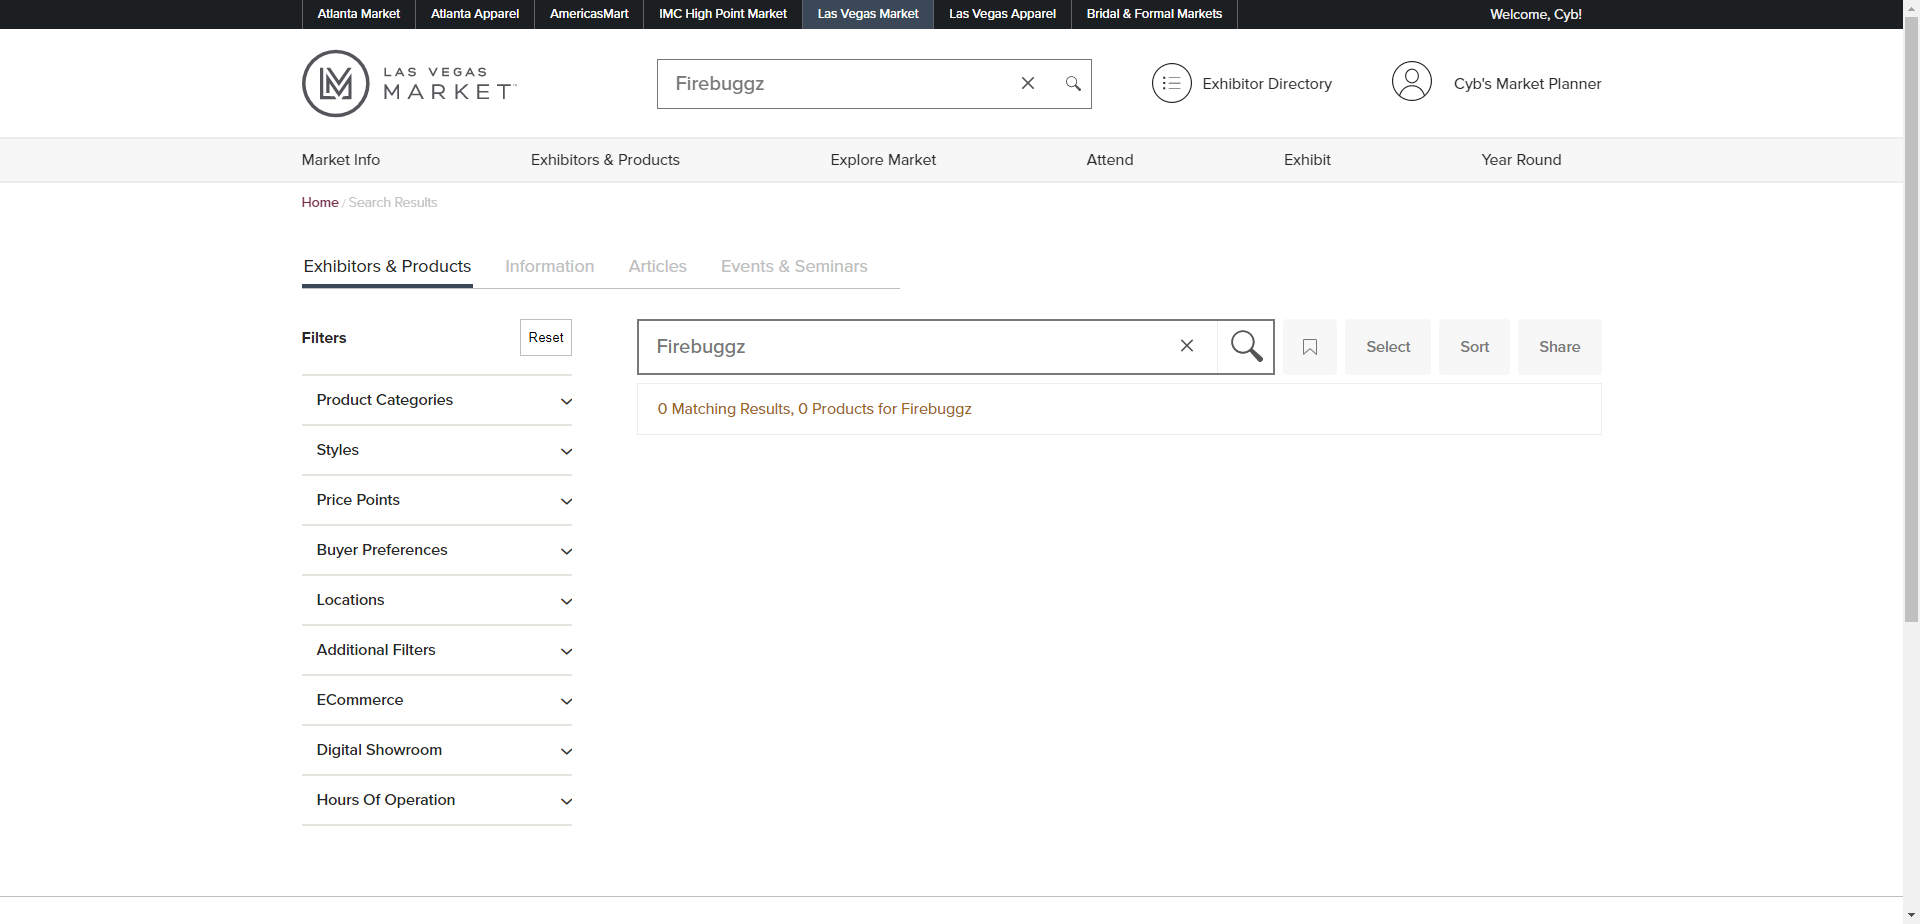 Atlanta Market
Atlanta Apparel
AmericasMart
IMC High Point Market
Las Vegas Market
Las Vegas Apparel
Bridal & Formal Markets
Welcome, Cyb!
LAS VEGAS
MARKET
Firebuggz
Exhibitor Directory
Cyb's Market Planner
Market Info
Exhibitors & Products
Explore Market
Attend
Exhibit
Year Round
Home / Search Results
Exhibitors & Products
Information
Articles
Events & Seminars
Filters
Reset
Firebuggz
Select
Sort
Share
0 Matching Results, 0 Products for Firebuggz
Product Categories
Styles
Price Points
Buyer Preferences
Locations
Additional Filters
ECommerce
Digital Showroom
Hours Of Operation